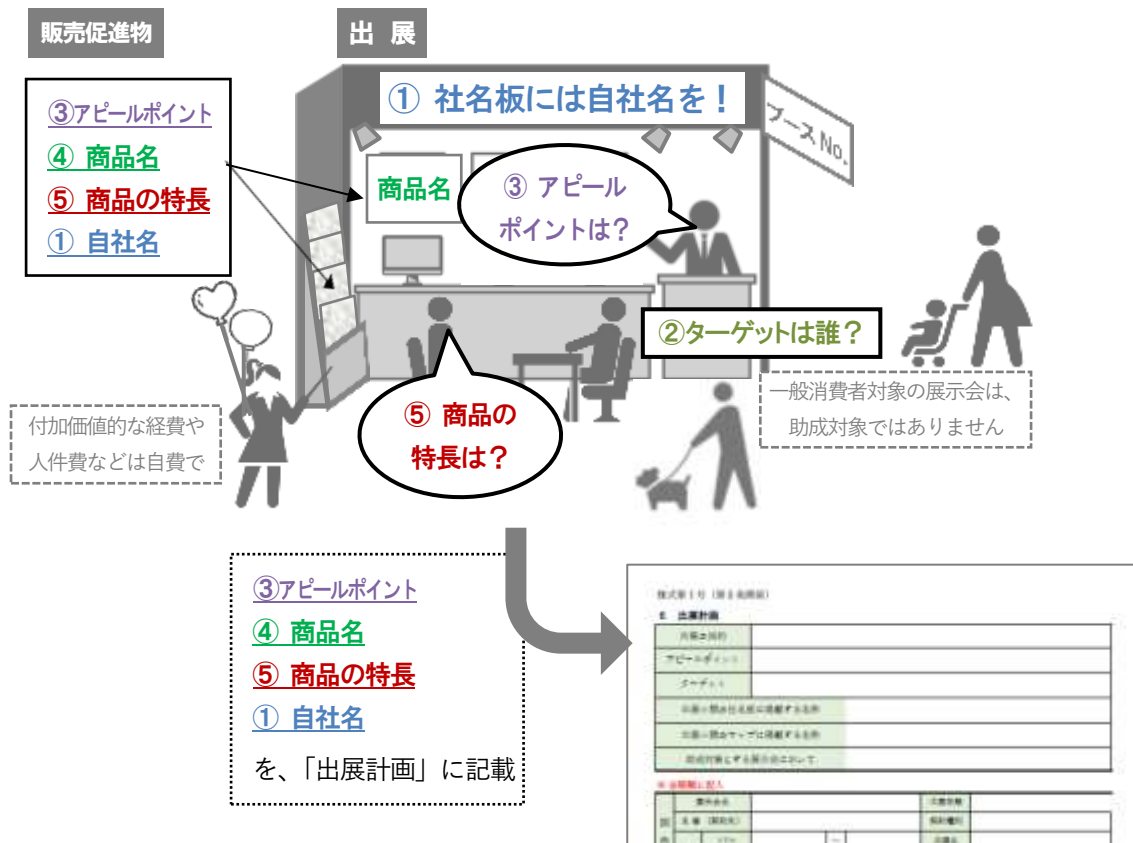 販売促進物
出 展
③アピールポイント
④ 商品名
⑤ 商品の特長
① 自社名
① 社名板には自社名を！
ブースNo.
商品名
③ アピール
ポイントは？
②ターゲットは誰？
一般消費者対象の展示会は、
助成対象ではありません
付加価値的な経費や
人件費などは自費で
⑤ 商品の
特長は？
③アピールポイント
④ 商品名
⑤ 商品の特長
① 自社名
を、「出展計画」に記載
出展計画
アピールポイント
ターゲット